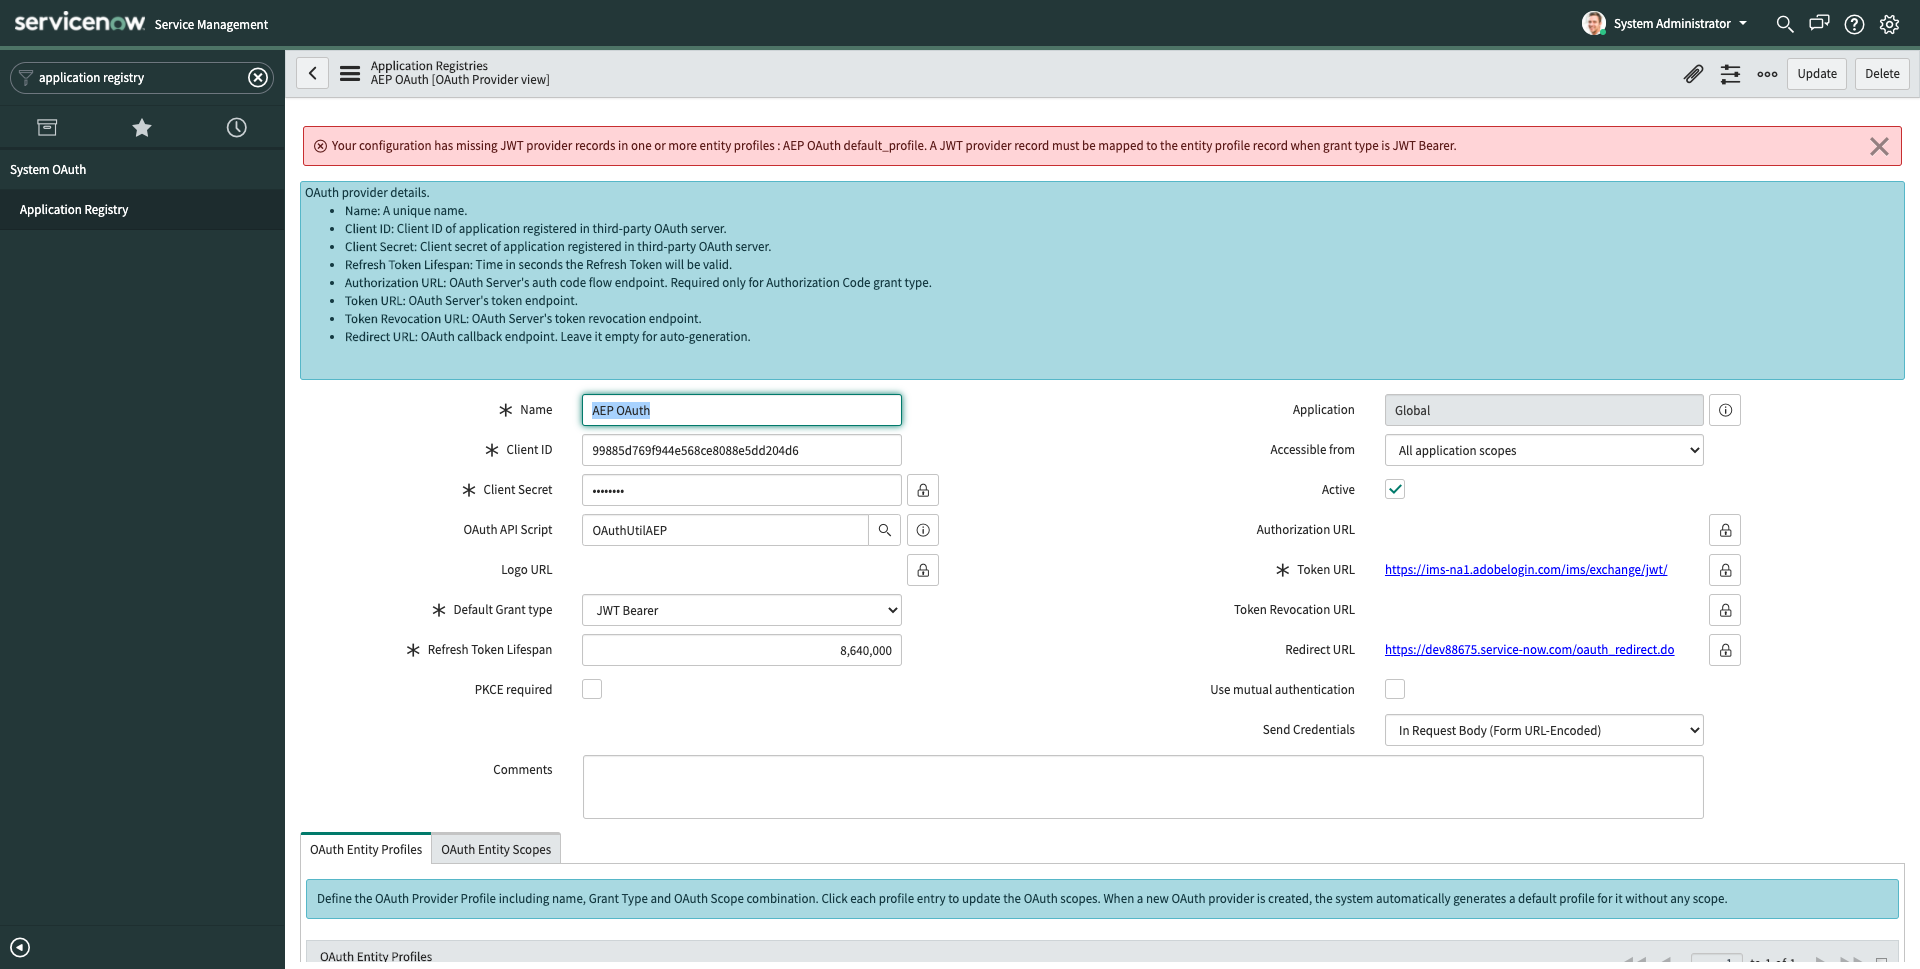 servicenow. Service Management
System Administrator
application registry
System OAuth
Application Registry
Application Registries
AEP OAuth [OAuth Provider view]
Update
Delete
Your configuration has missing JWT provider records in one or more entity profiles : AEP OAuth default_profile. A JWT provider record must be mapped to the entity profile record when grant type is JWT Bearer.
OAuth provider details.
• Name: A unique name.
• Client ID: Client ID of application registered in third-party OAuth server.
• Client Secret: Client secret of application registered in third-party OAuth server.
• Refresh Token Lifespan: Time in seconds the Refresh Token will be valid.
• Authorization URL: OAuth Server's auth code flow endpoint. Required only for Authorization Code grant type.
• Token URL: OAuth Server's token endpoint.
• Token Revocation URL: OAuth Server's token revocation endpoint.
• Redirect URL: OAuth callback endpoint. Leave it empty for auto-generation.
Name AEP OAuth
Client ID 99885d769f944e568ce8088e5dd204d6
Client Secret ••••••••
OAuth API Script OAuthUtilAEP
Logo URL
Default Grant type JWT Bearer
Refresh Token Lifespan 8,640,000
PKCE required
Application Global
Accessible from All application scopes
Active
Authorization URL
Token URL https://ims-na1.adobelogin.com/ims/exchange/jwt/
Token Revocation URL
Redirect URL https://dev88675.service-now.com/oauth_redirect.do
Use mutual authentication
Send Credentials In Request Body (Form URL-Encoded)
Comments
OAuth Entity Profiles
OAuth Entity Scopes
Define the OAuth Provider Profile including name, Grant Type and OAuth Scope combination. Click each profile entry to update the OAuth scopes. When a new OAuth provider is created, the system automatically generates a default profile for it without any scope.
OAuth Entity Profiles
1 to 1 of 1